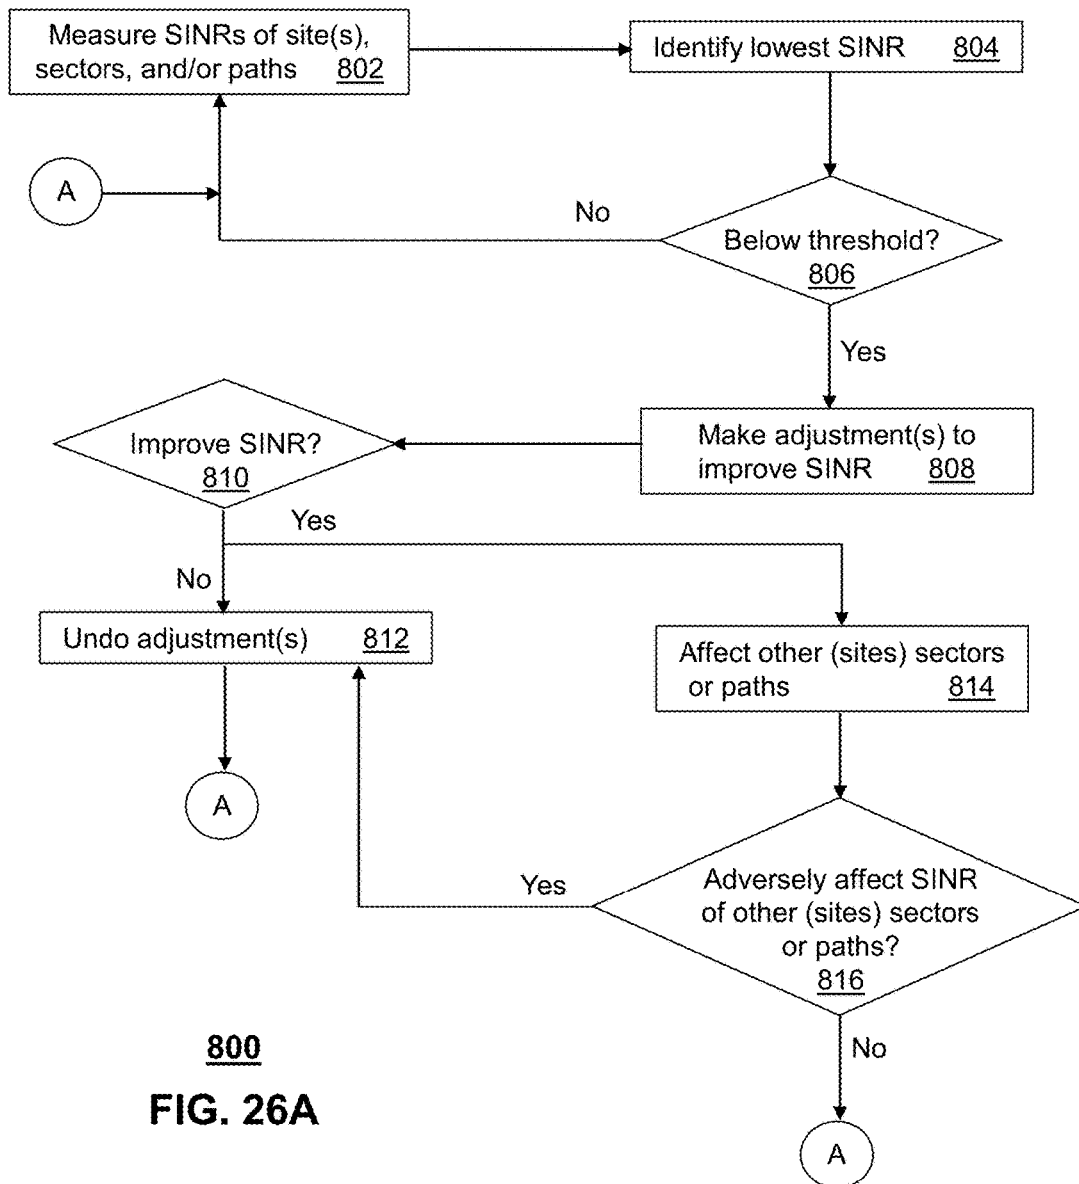 Measure SINRs of site(s),
sectors, and/or paths 802
Identify lowest SINR 804
A
No
Below threshold?
806
Yes
Improve SINR?
810
Make adjustment(s) to
improve SINR 808
Yes
No
Undo adjustment(s) 812
Affect other (sites) sectors
or paths 814
A
Yes
Adversely affect SINR
of other (sites) sectors
or paths?
816
No
800
FIG. 26A
A